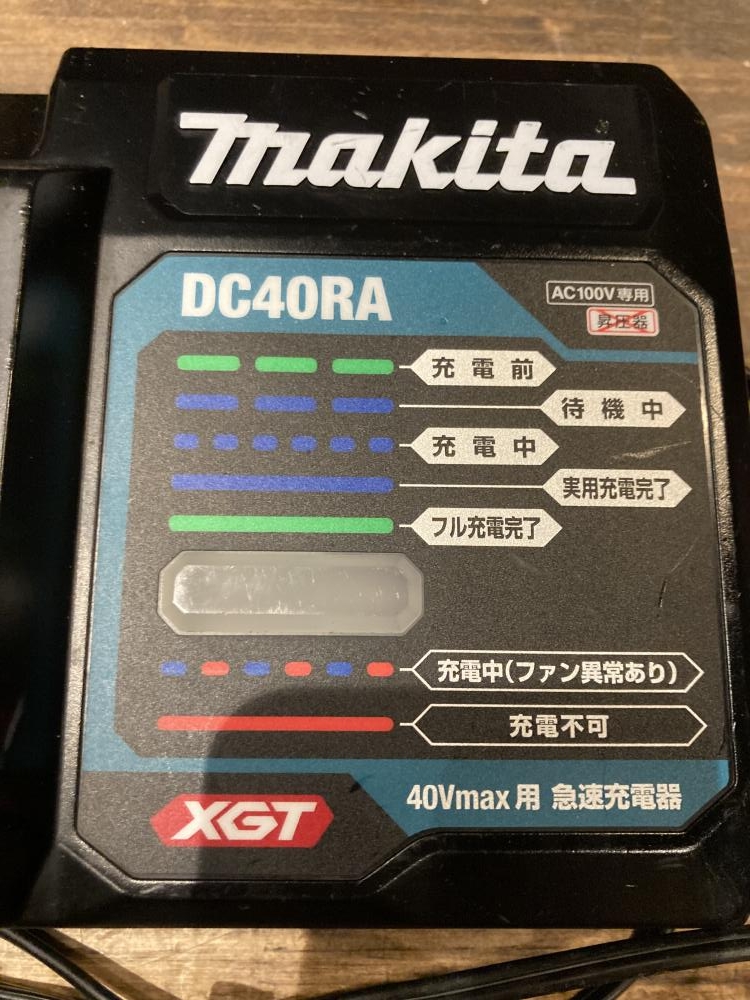 makita
DC40RA
AC100V専用
昇圧器
充電前
待機中
充電中
実用充電完了
フル充電完了
充電中(ファン異常あり)
充電不可
XGT
40Vmax用 急速充電器